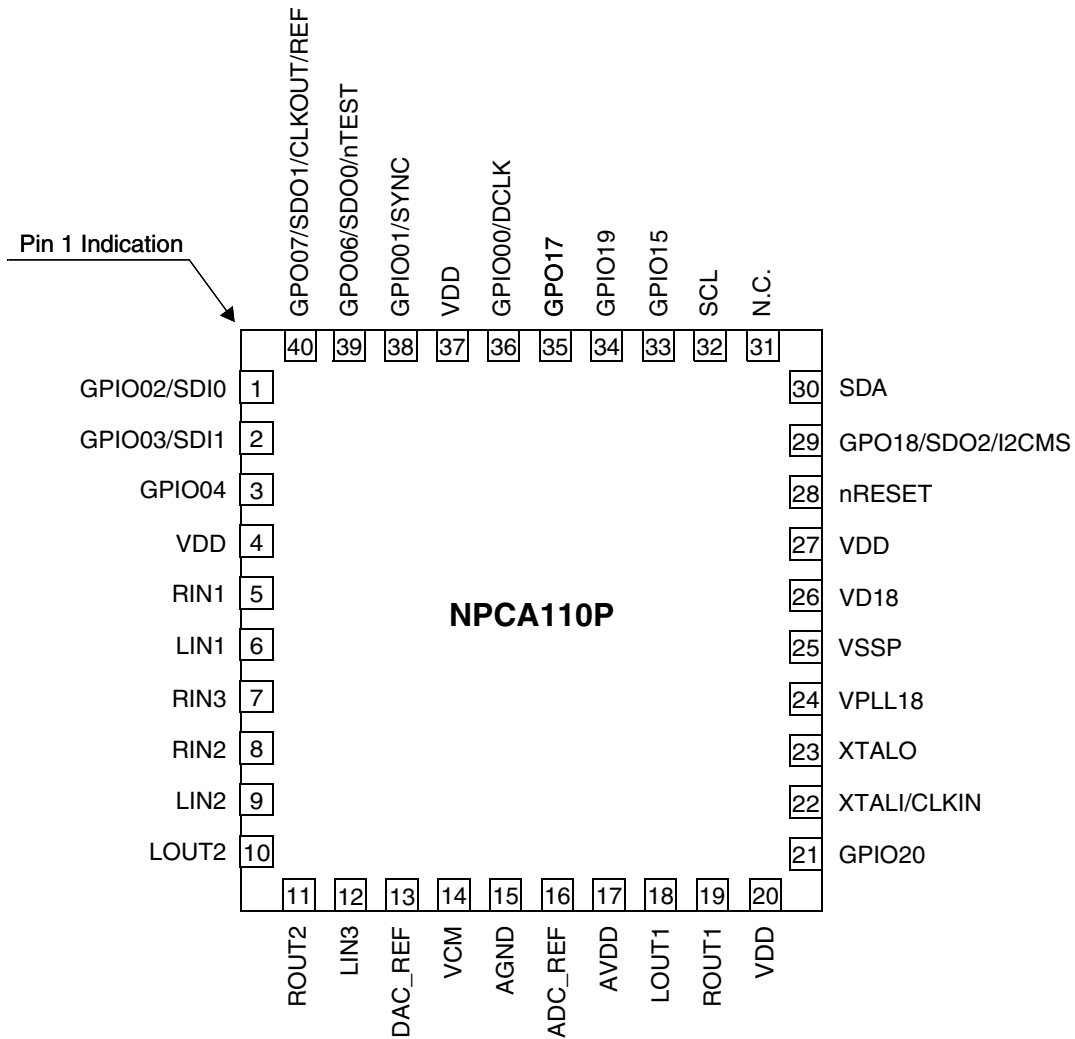 GPO07/SDO1/CLKOUT/REF
GPO06/SDO0/nTEST
GPIO01/SYNC
VDD
GPIO00/DCLK
GPO17
GPIO19
GPIO15
SCL
N.C.
Pin 1 Indication
40
39
38
37
36
35
34
33
32
31
GPIO02/SDI0 1
GPIO03/SDI1 2
GPIO04 3
VDD 4
RIN1 5
LIN1 6
RIN3 7
RIN2 8
LIN2 9
LOUT2 10
NPCA110P
30 SDA
29 GPO18/SDO2/I2CMS
28 nRESET
27 VDD
26 VD18
25 VSSP
24 VPLL18
23 XTALO
22 XTALI/CLKIN
21 GPIO20
11
12
13
14
15
16
17
18
19
20
ROUT2
LIN3
DAC_REF
VCM
AGND
ADC_REF
AVDD
LOUT1
ROUT1
VDD